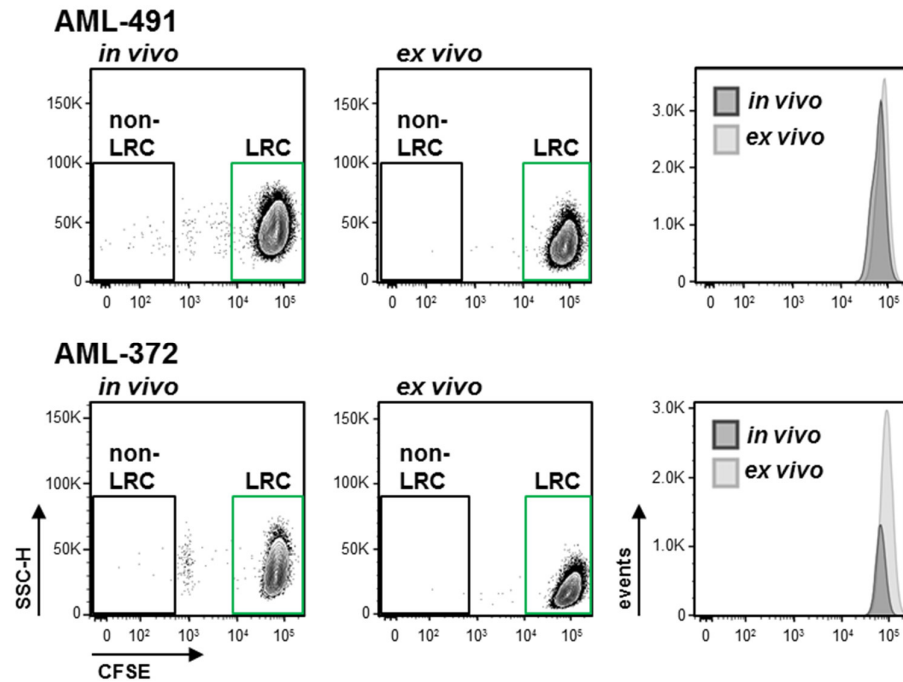 AML-491
in vivo
ex vivo
150K
100K
50K
0
non-
LRC
LRC
0 10² 10³ 10⁴ 10⁵
150K
100K
50K
0
non-
LRC
LRC
0 10² 10³ 10⁴ 10⁵
3.0K
2.0K
1.0K
0
in vivo
ex vivo
0 10² 10³ 10⁴ 10⁵
AML-372
in vivo
ex vivo
150K
100K
50K
0
non-
LRC
LRC
0 10² 10³ 10⁴ 10⁵
SSC-H
CFSE
150K
100K
50K
0
non-
LRC
LRC
0 10² 10³ 10⁴ 10⁵
3.0K
2.0K
1.0K
0
in vivo
ex vivo
0 10² 10³ 10⁴ 10⁵
events